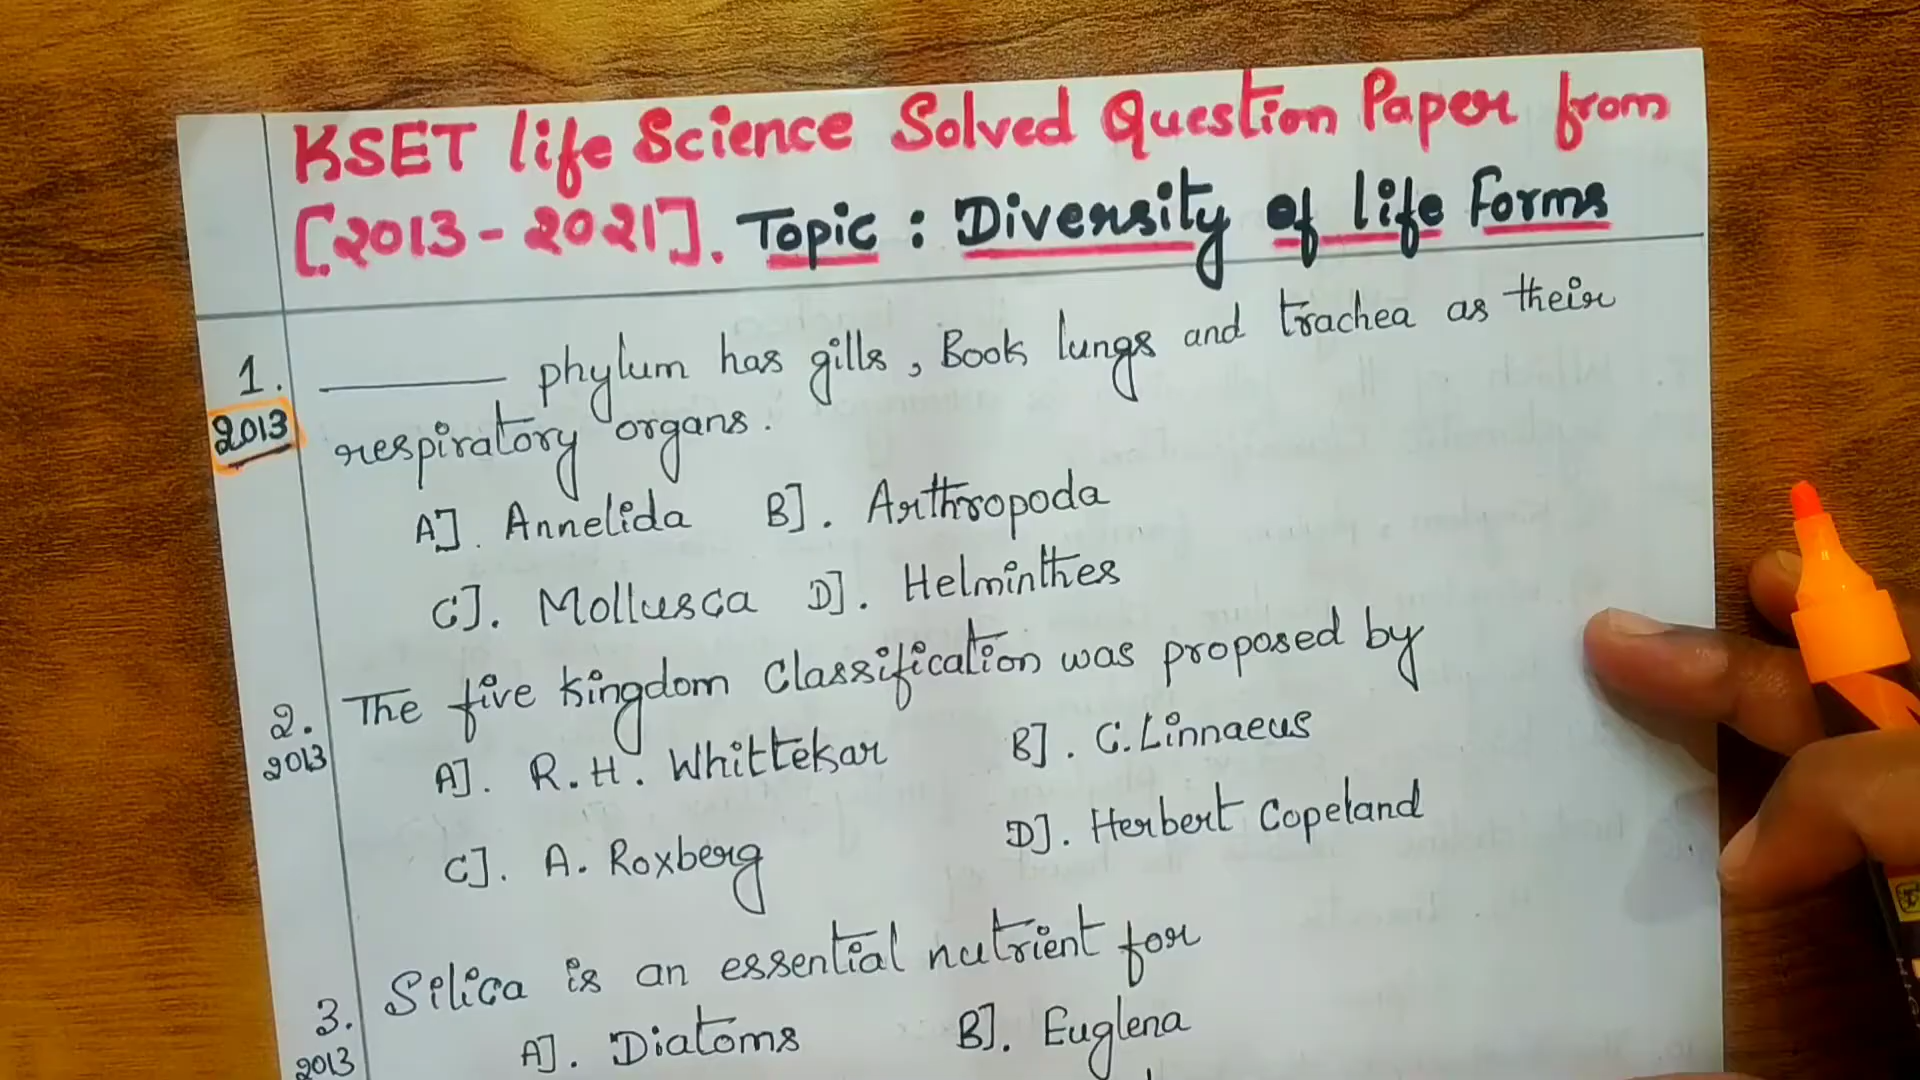 KSET life Science Solved Question Paper from
[2013-2021]. Topic : Diversity of life Forms
1. ______ phylum has gills, Book lungs and trachea as their
2013 respiratory organs.
A]. Annelida B]. Arthropoda
C]. Mollusca D]. Helminthes
2. The five kingdom Classification was proposed by
2013 A]. R.H. Whittekar B]. C.Linnaeus
C]. A. Roxberg D]. Herbert Copeland
3. Silica is an essential nutrient for
2013 A]. Diatoms B]. Euglena